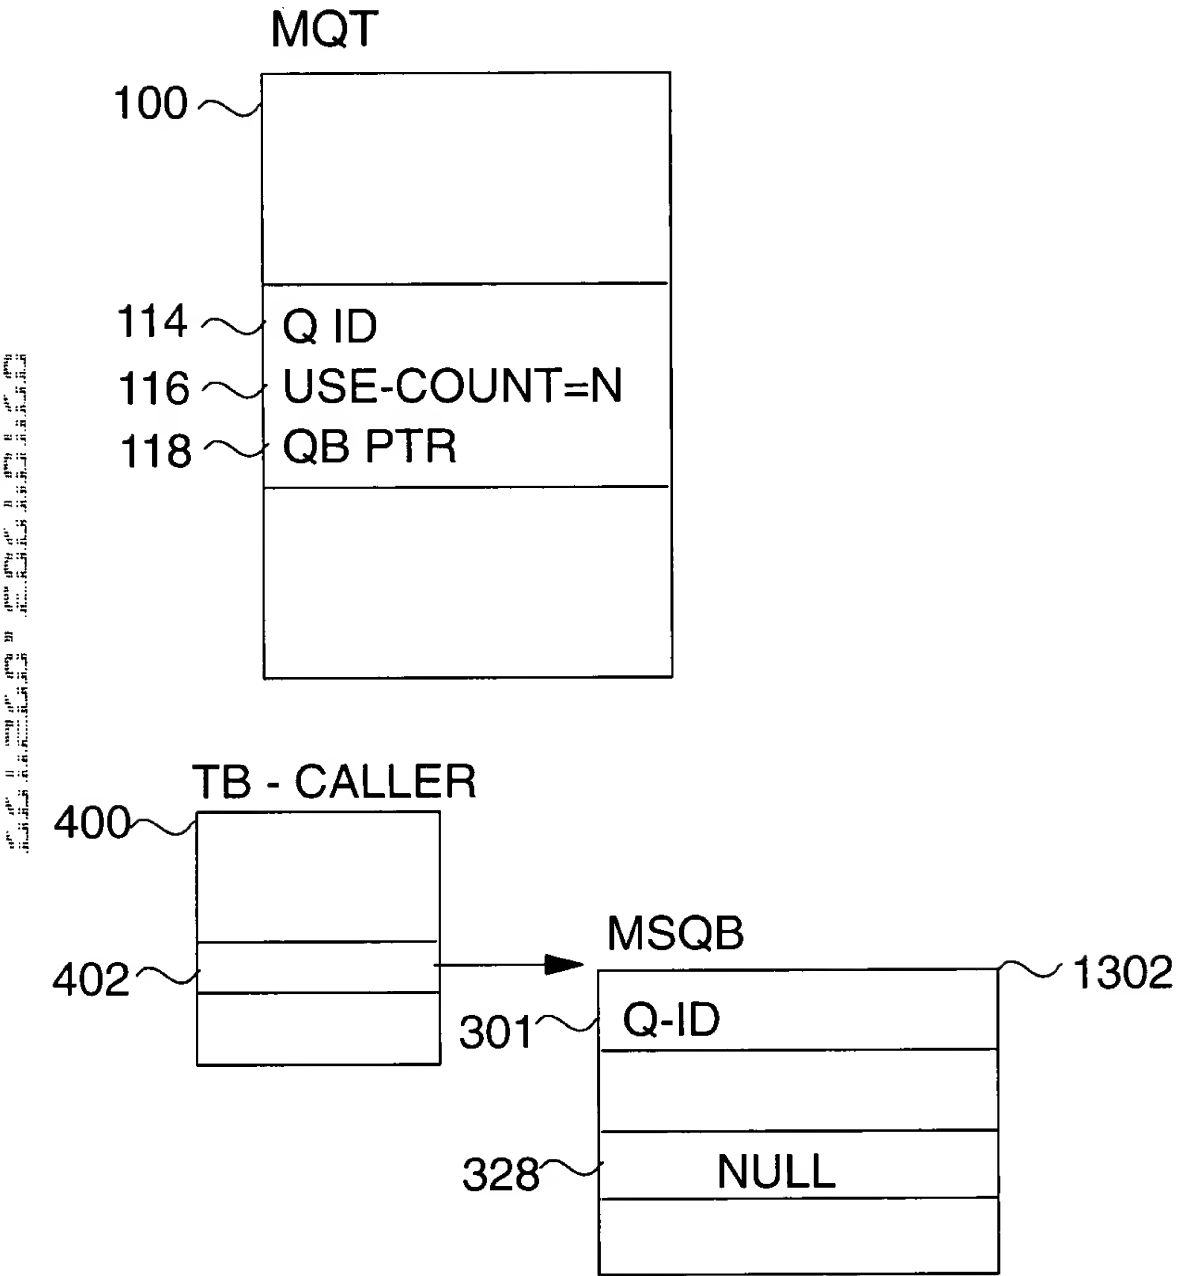 MQT
100
114 Q ID
116 USE-COUNT=N
118 QB PTR
TB - CALLER
400
MSQB
402
1302
301 Q-ID
328 NULL